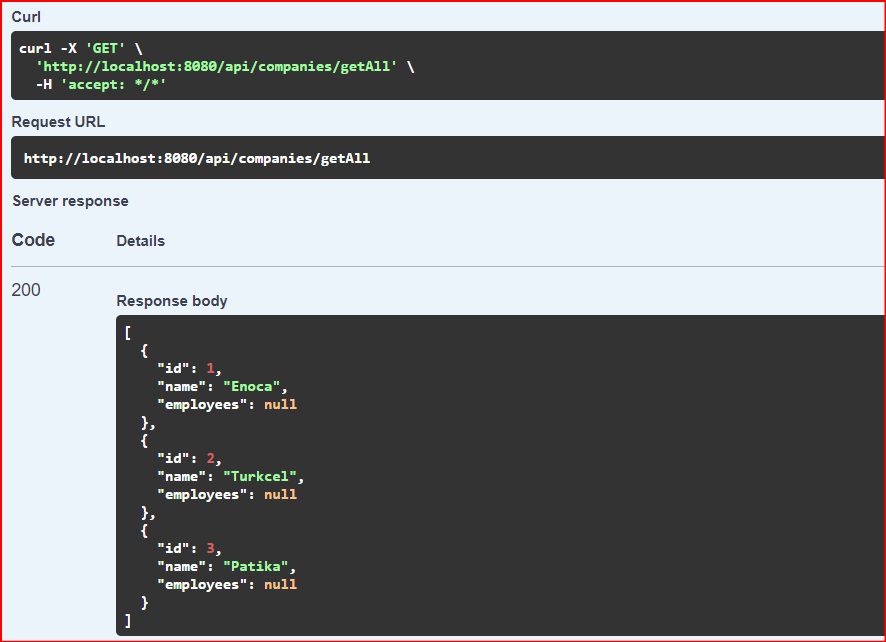 Curl
curl -X 'GET' \
  'http://localhost:8080/api/companies/getAll' \
  -H 'accept: */*'
Request URL
http://localhost:8080/api/companies/getAll
Server response
Code Details
200
Response body
[
  {
    "id": 1,
    "name": "Enoca",
    "employees": null
  },
  {
    "id": 2,
    "name": "Turkcel",
    "employees": null
  },
  {
    "id": 3,
    "name": "Patika",
    "employees": null
  }
]